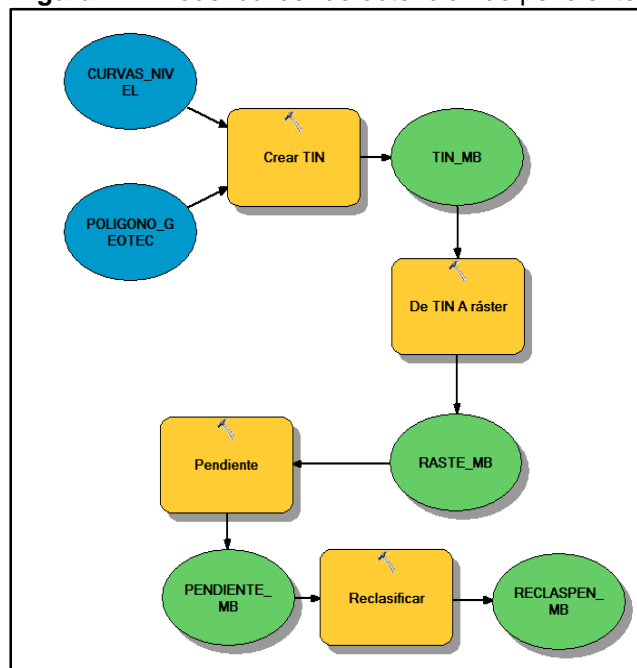 CURVAS_NIV
EL
Crear TIN
TIN_MB
POLIGONO_G
EOTEC
De TIN A ráster
Pendiente
RASTE_MB
PENDIENTE_
MB
Reclasificar
RECLASPEN_
MB